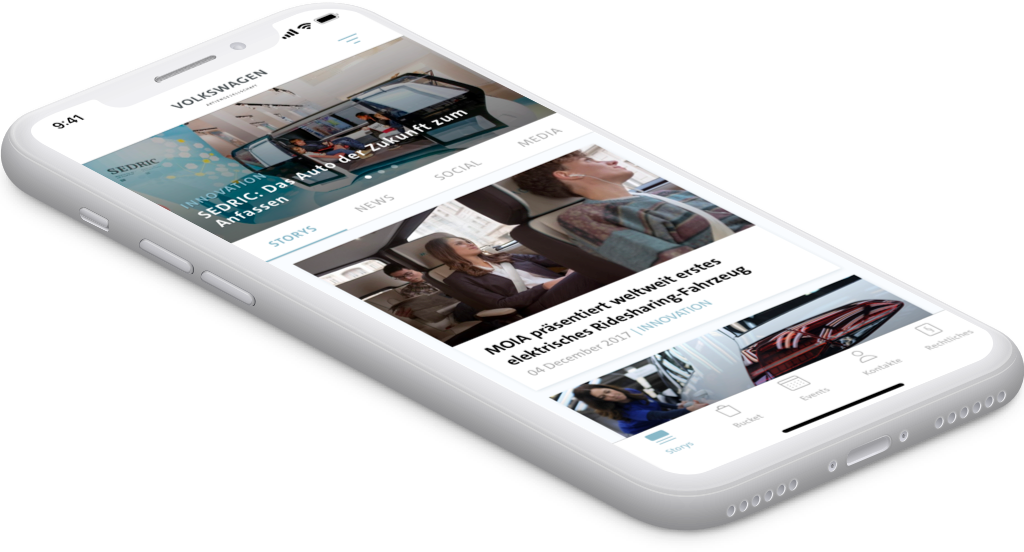 9:41
VOLKSWAGEN
AKTIENGESELLSCHAFT
SEDRIC
INNOVATION
SEDRIC: Das Auto der Zukunft zum
Anfassen
STORYS NEWS SOCIAL MEDIA
MOIA präsentiert weltweit erstes
elektrisches Ridesharing-Fahrzeug
04 December 2017 | INNOVATION
Storys Bucket Events Kontakte Rechtliches